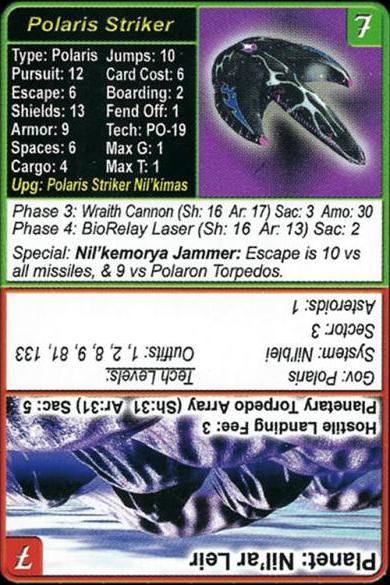 Polaris Striker
7
Type: Polaris Jumps: 10
Pursuit: 12 Card Cost: 6
Escape: 6 Boarding: 2
Shields: 13 Fend Off: 1
Armor: 9 Tech: PO-19
Spaces: 6 Max G: 1
Cargo: 4 Max T: 1
Upg: Polaris Striker Nil'kimas
Phase 3: Wraith Cannon (Sh: 16 Ar: 17) Sac: 3 Amo: 30
Phase 4: BioRelay Laser (Sh: 16 Ar: 13) Sac: 2
Special: Nil'kemorya Jammer: Escape is 10 vs
all missiles, & 9 vs Polaron Torpedos.
7
Planet: Nil'ar Leir
Hostile Landing Fee: 3
Planetary Torpedo Array (Sh:31 Ar:31) Sac: 5
Gov: Polaris Tech Levels:
System: Nil'blei Outfits: 1, 2, 8, 9, 81, 133
Sector: 3
Asteroids: 1